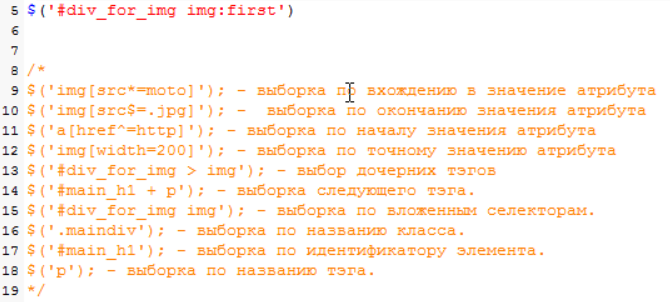 5 $('#div_for_img img:first')
6
7
8 /*
9 $('img[src*=moto]'); - выборка по вхождению в значение атрибута
10 $('img[src$=.jpg]'); -  выборка по окончанию значения атрибута
11 $('a[href^=http]'); - выборка по началу значения атрибута
12 $('img[width=200]'); - выборка по точному значению атрибута
13 $('#div_for_img > img'); - выбор дочерних тэгов
14 $('#main_h1 + p'); - выборка следующего тэга.
15 $('#div_for_img img'); - выборка по вложенным селекторам.
16 $('.maindiv'); - выборка по названию класса.
17 $('#main_h1'); - выборка по идентификатору элемента.
18 $('p'); - выборка по названию тэга.
19 */